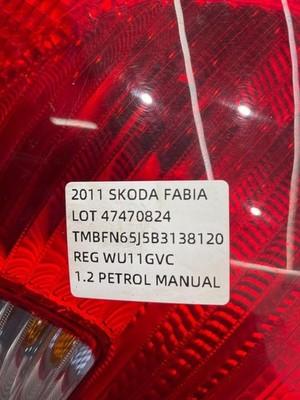 2011 SKODA FABIA
LOT 47470824
TMBFN65J5B3138120
REG WU11GVC
1.2 PETROL MANUAL